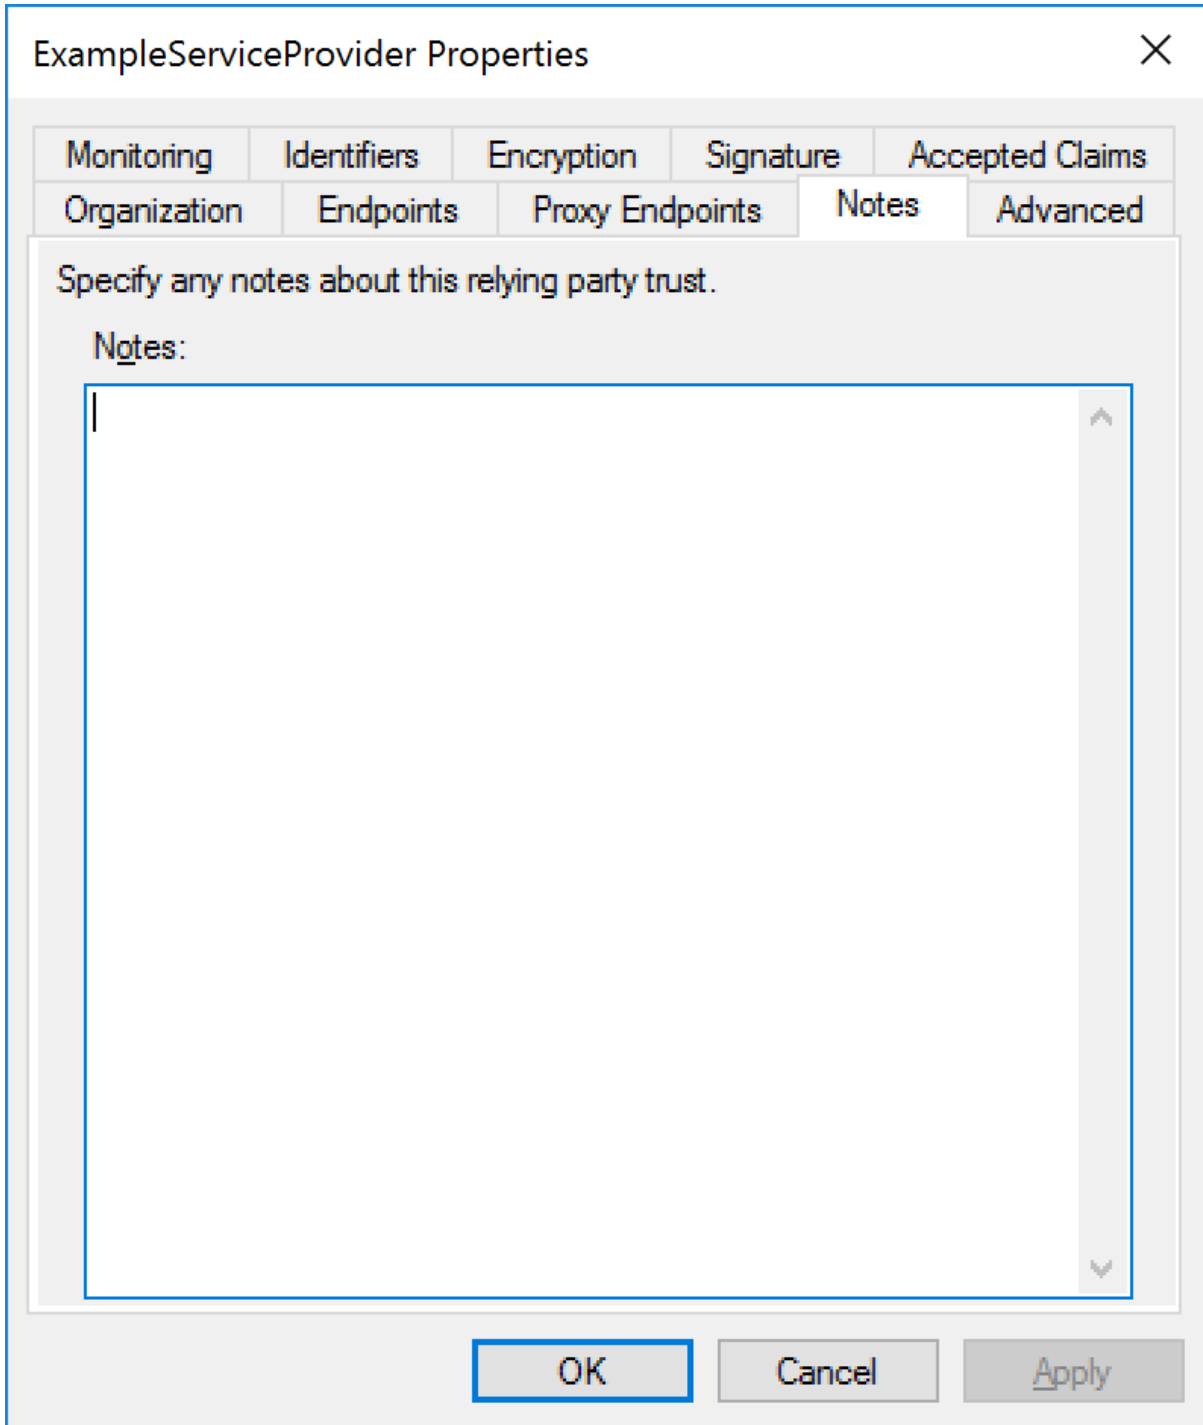 ExampleServiceProvider Properties
Monitoring Identifiers Encryption Signature Accepted Claims
Organization Endpoints Proxy Endpoints Notes Advanced
Specify any notes about this relying party trust.
Notes:
OK Cancel Apply